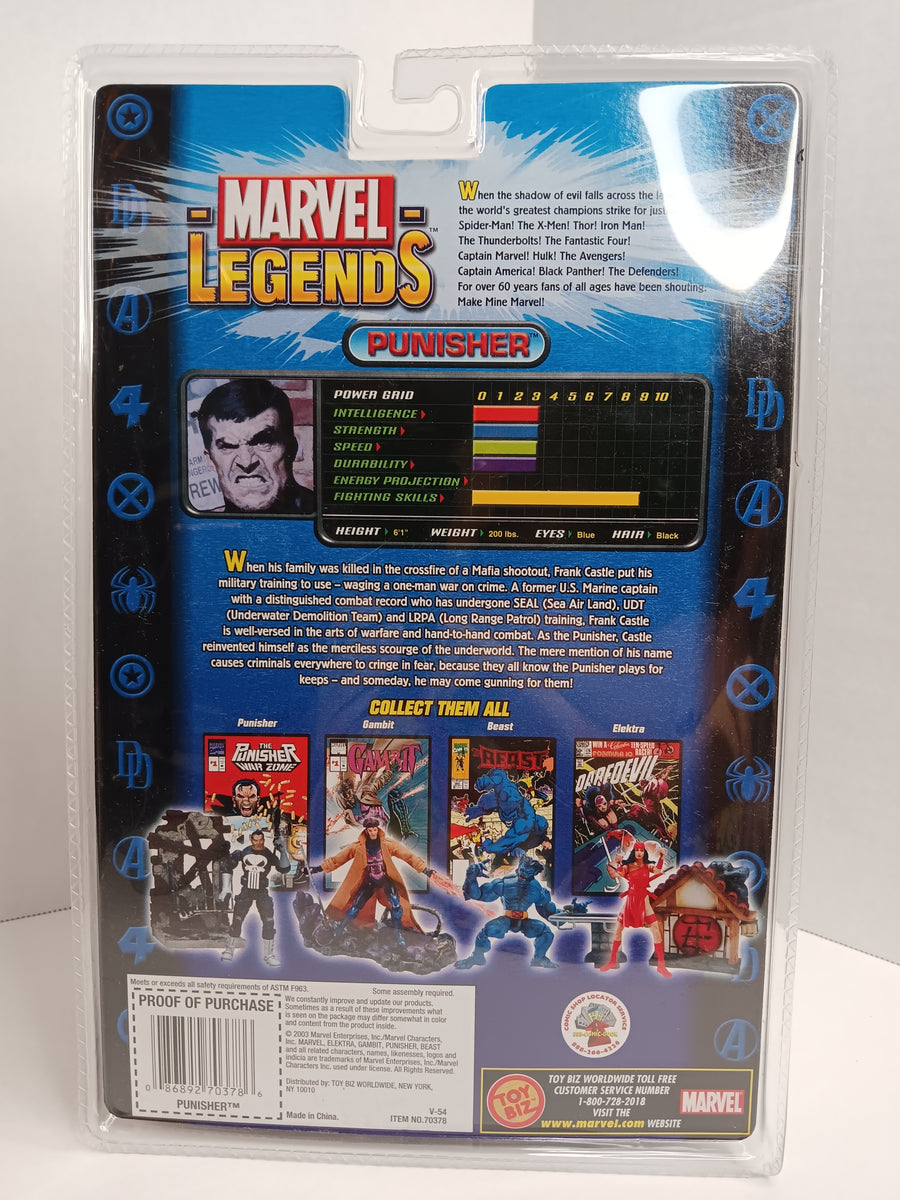 MARVEL
LEGENDS™
When the shadow of evil falls across the
the world's greatest champions strike for
Spider-Man! The X-Men! Thor! Iron Man!
The Thunderbolts! The Fantastic Four!
Captain Marvel! Hulk! The Avengers!
Captain America! Black Panther! The Defenders!
For over 60 years fans of all ages have been shouting:
Make Mine Marvel!
PUNISHER™
POWER GRID 0 1 2 3 4 5 6 7 8 9 10
INTELLIGENCE
STRENGTH
SPEED
DURABILITY
ENERGY PROJECTION
FIGHTING SKILLS
HEIGHT 6'1" WEIGHT 200 lbs. EYES Blue HAIR Black
When his family was killed in the crossfire of a Mafia shootout, Frank Castle put his
military training to use – waging a one-man war on crime. A former U.S. Marine captain
with a distinguished combat record who has undergone SEAL (Sea Air Land), UDT
(Underwater Demolition Team) and LRPA (Long Range Patrol) training, Frank Castle
is well-versed in the arts of warfare and hand-to-hand combat. As the Punisher, Castle
reinvented himself as the merciless scourge of the underworld. The mere mention of his name
causes criminals everywhere to cringe in fear, because they all know the Punisher plays for
keeps – and someday, he may come gunning for them!
COLLECT THEM ALL
Punisher Gambit Beast Elektra
THE
PUNISHER
WAR ZONE
GAMBIT
BEAST
DAREDEVIL
Meets or exceeds all safety requirements of ASTM F963. Some assembly required.
PROOF OF PURCHASE
0 86892 70378 6
PUNISHER™
We constantly improve and update our products.
Sometimes as a result of these improvements what
is seen on the package may differ somewhat in color
and content from the product inside.
© 2003 Marvel Enterprises, Inc./Marvel Characters,
Inc. MARVEL, ELEKTRA, GAMBIT, PUNISHER, BEAST
and all related characters, names, likenesses, logos and
indicia are trademarks of Marvel Enterprises, Inc./Marvel
Characters Inc. used under license. All Rights Reserved.
Distributed by: TOY BIZ WORLDWIDE, NEW YORK,
NY 10010
Made in China.
V-54
ITEM NO.70378
COMIC SHOP LOCATOR SERVICE
888-266-4226
TOY BIZ
TOY BIZ WORLDWIDE TOLL FREE
CUSTOMER SERVICE NUMBER
1-800-728-2018
VISIT THE
www.marvel.com WEBSITE
MARVEL